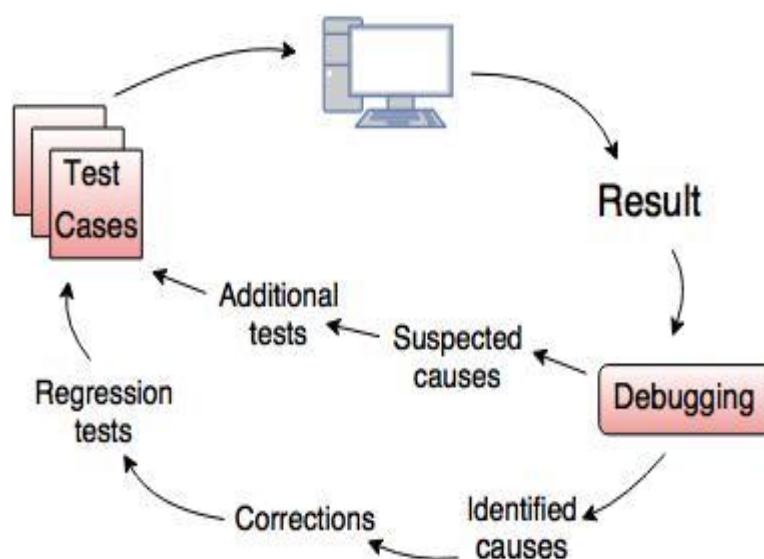 Test
Cases
Result
Additional
tests
Suspected
causes
Debugging
Regression
tests
Corrections
Identified
causes